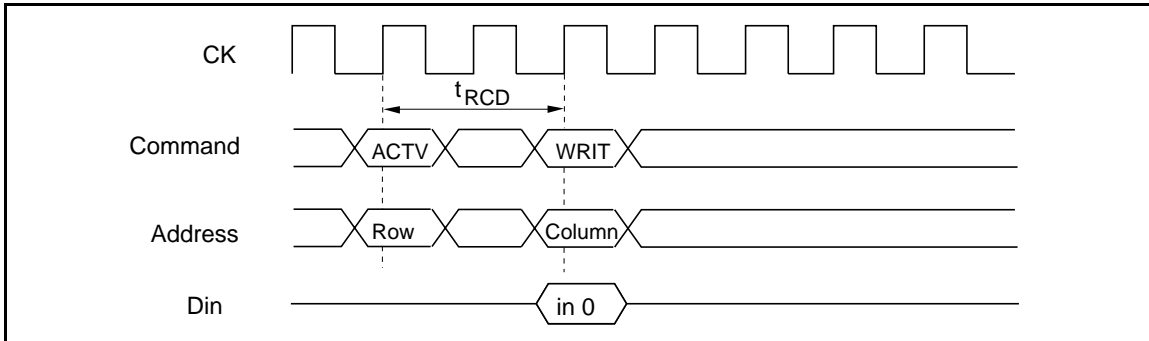 CK
tRCD
Command ACTV WRIT
Address Row Column
Din in 0